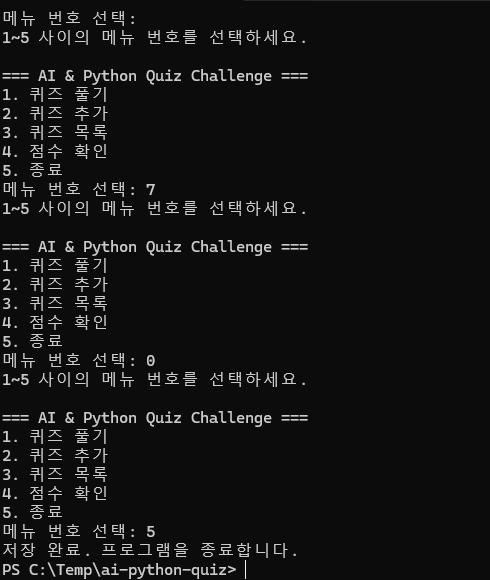 메뉴 번호 선택:
1~5 사이의 메뉴 번호를 선택하세요.

=== AI & Python Quiz Challenge ===
1. 퀴즈 풀기
2. 퀴즈 추가
3. 퀴즈 목록
4. 점수 확인
5. 종료
메뉴 번호 선택: 7
1~5 사이의 메뉴 번호를 선택하세요.

=== AI & Python Quiz Challenge ===
1. 퀴즈 풀기
2. 퀴즈 추가
3. 퀴즈 목록
4. 점수 확인
5. 종료
메뉴 번호 선택: 0
1~5 사이의 메뉴 번호를 선택하세요.

=== AI & Python Quiz Challenge ===
1. 퀴즈 풀기
2. 퀴즈 추가
3. 퀴즈 목록
4. 점수 확인
5. 종료
메뉴 번호 선택: 5
저장 완료. 프로그램을 종료합니다.
PS C:\Temp\ai-python-quiz>